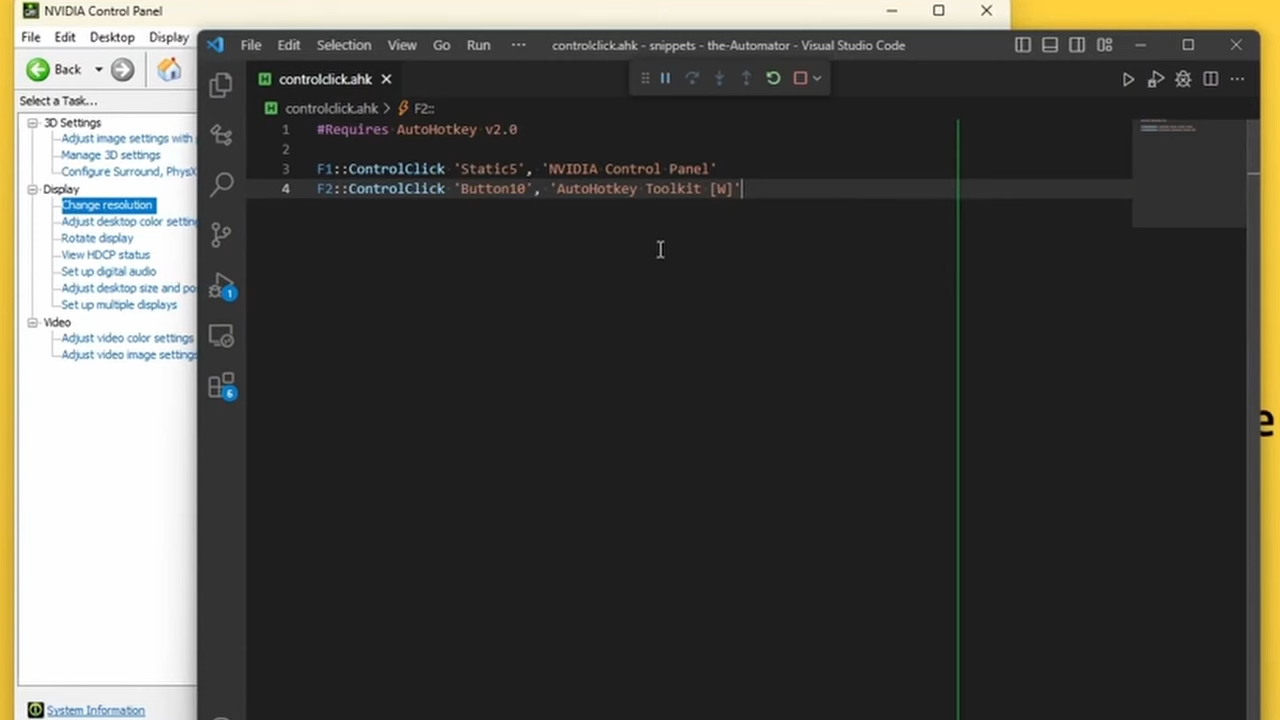 NVIDIA Control Panel
File Edit Desktop Display
Back
Select a Task...
3D Settings
Adjust image settings with
Manage 3D settings
Configure Surround, PhysX
Display
Change resolution
Adjust desktop color settin
Rotate display
View HDCP status
Set up digital audio
Adjust desktop size and po
Set up multiple displays
Video
Adjust video color settings
Adjust video image settings
System Information
File Edit Selection View Go Run ···
controlclick.ahk - snippets - the-Automator - Visual Studio Code
controlclick.ahk
controlclick.ahk > F2::
1 #Requires AutoHotkey v2.0
2
3 F1::ControlClick 'Static5', 'NVIDIA Control Panel'
4 F2::ControlClick 'Button10', 'AutoHotkey Toolkit [W]'
1
6
e